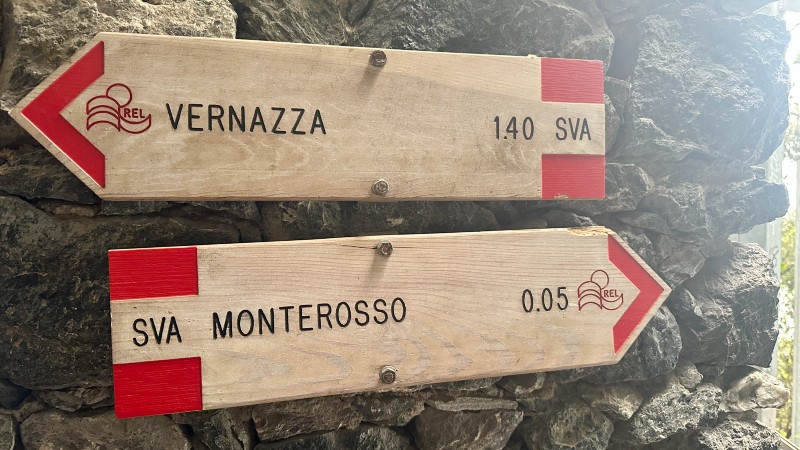 REL VERNAZZA 1.40 SVA
SVA MONTEROSSO 0.05 REL